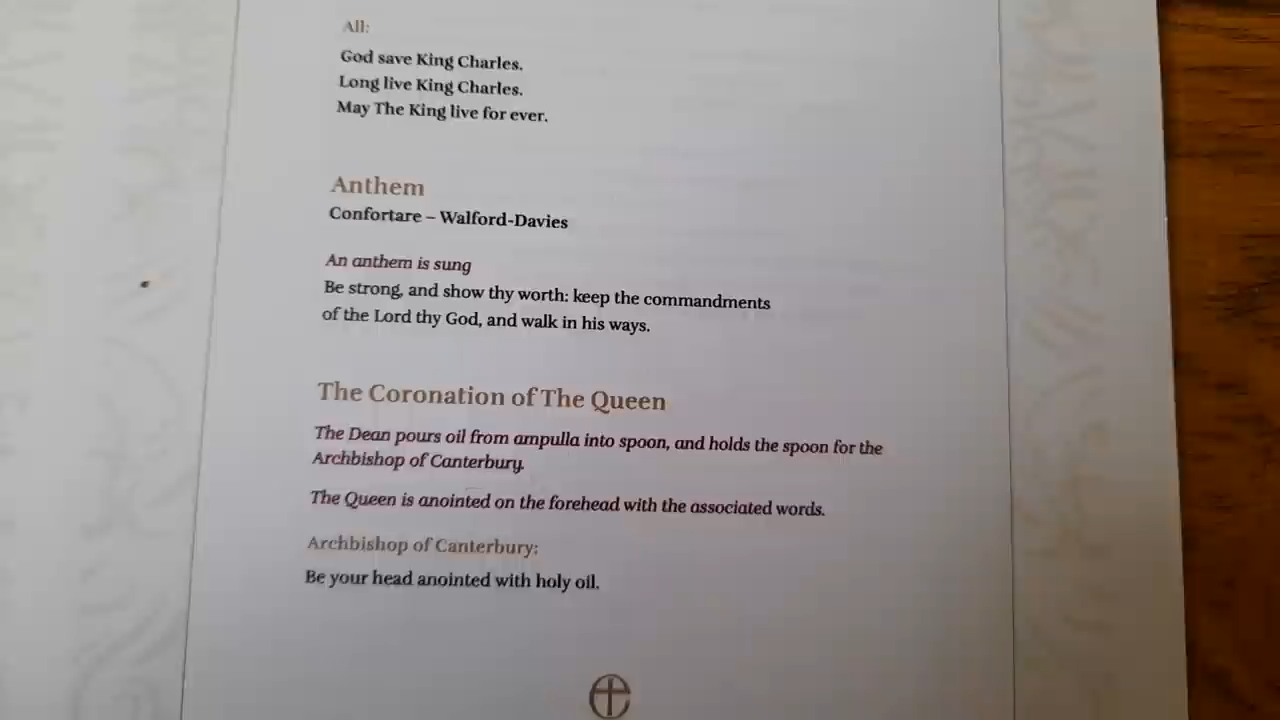 All:
God save King Charles.
Long live King Charles.
May The King live for ever.
Anthem
Confortare – Walford-Davies
An anthem is sung
Be strong, and show thy worth: keep the commandments
of the Lord thy God, and walk in his ways.
The Coronation of The Queen
The Dean pours oil from ampulla into spoon, and holds the spoon for the
Archbishop of Canterbury.
The Queen is anointed on the forehead with the associated words.
Archbishop of Canterbury:
Be your head anointed with holy oil.